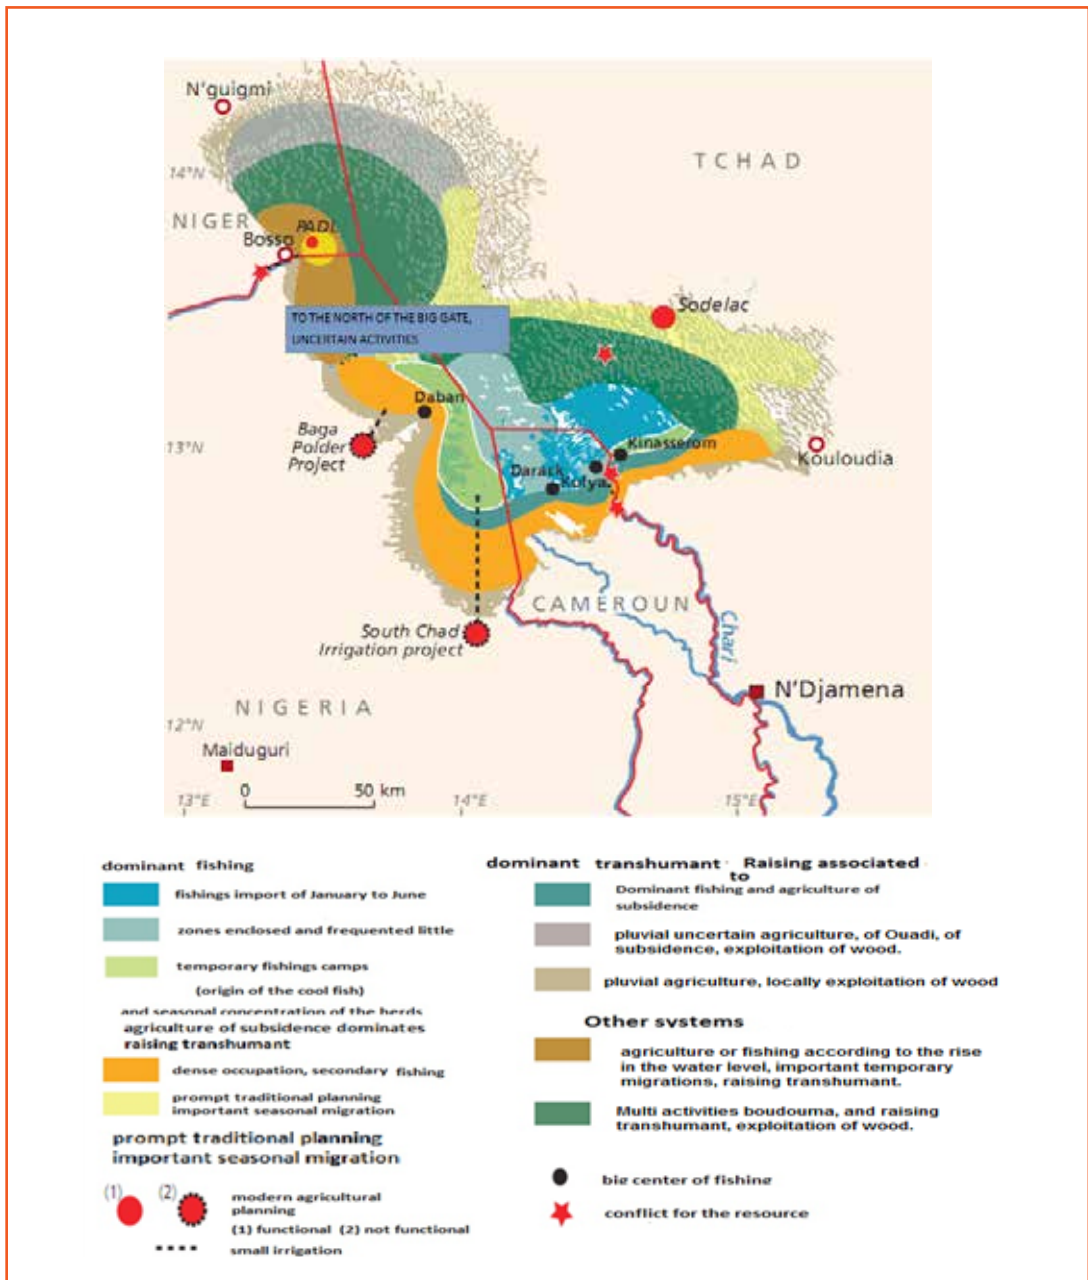 N'guigmi
TCHAD
14°N
NIGER
PADL
Bosso
Sodelac
TO THE NORTH OF THE BIG GATE,
UNCERTAIN ACTIVITIES
Daban
Baga
Polder
Project
13°N
Kinasserom
Kouloudia
Darack
Kofya.
CAMEROUN
South Chad
Irrigation project
Chari
N'Djamena
NIGERIA
12°N
Maiduguri
0 50 km
13°E
14°E
15°E
dominant fishing
fishings import of January to June
zones enclosed and frequented little
temporary fishings camps
(origin of the cool fish)
and seasonal concentration of the herds
agriculture of subsidence dominates
raising transhumant
dense occupation, secondary fishing
prompt traditional planning
important seasonal migration
prompt traditional planning
important seasonal migration
(1) (2)
modern agricultural
planning
(1) functional (2) not functional
small irrigation
dominant transhumant Raising associated
to
Dominant fishing and agriculture of
subsidence
pluvial uncertain agriculture, of Ouadi, of
subsidence, exploitation of wood.
pluvial agriculture, locally exploitation of wood
Other systems
agriculture or fishing according to the rise
in the water level, important temporary
migrations, raising transhumant.
Multi activities boudouma, and raising
transhumant, exploitation of wood.
big center of fishing
conflict for the resource